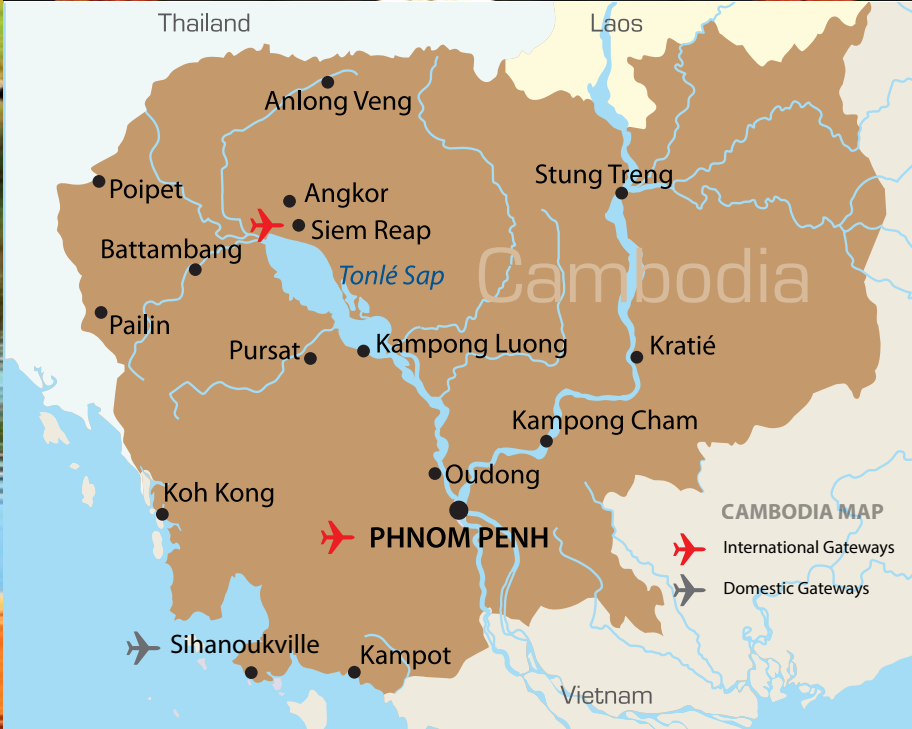 Thailand
Laos
Anlong Veng
Stung Treng
Poipet
Angkor
Siem Reap
Battambang
Tonlé Sap
Cambodia
Pailin
Pursat
Kampong Luong
Kratié
Kampong Cham
Oudong
Koh Kong
CAMBODIA MAP
PHNOM PENH
International Gateways
Domestic Gateways
Sihanoukville
Kampot
Vietnam